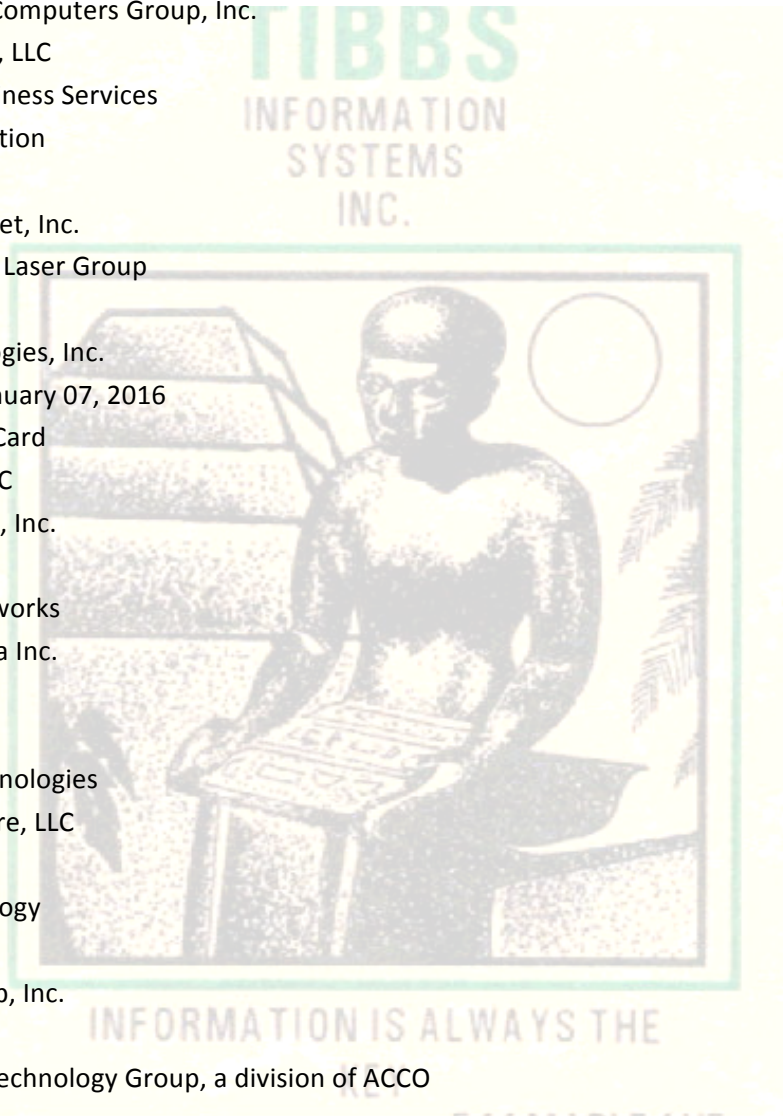 Computers Group, Inc.
TIBBS
, LLC
ness Services
INFORMATION
tion
SYSTEMS
INC.
et, Inc.
Laser Group
gies, Inc.
nuary 07, 2016
Card
C
, Inc.
works
a Inc.
nologies
re, LLC
ogy
p, Inc.
INFORMATION IS ALWAYS THE
KEY
echnology Group, a division of ACCO